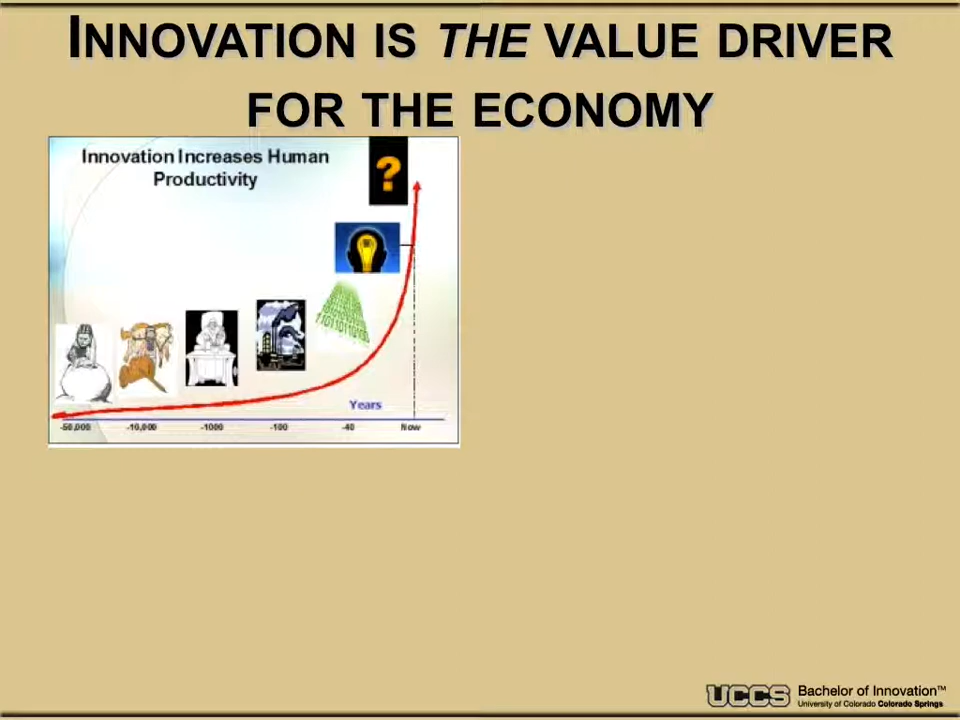 INNOVATION IS THE VALUE DRIVER
FOR THE ECONOMY
Innovation Increases Human
Productivity
?
Years
-50,000 -10,000 -1000 -100 -40 Now
UCCS Bachelor of Innovation™
University of Colorado Colorado Springs